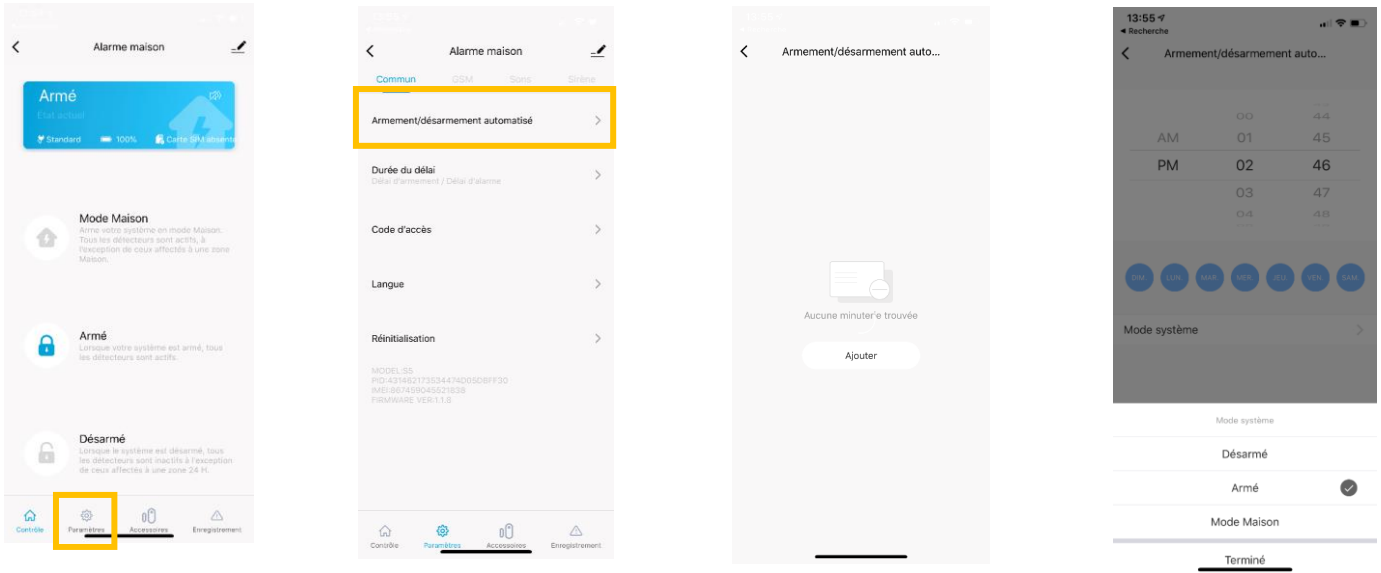 Alarme maison
Armé
Etat actuel
Standard 100% Carte SIM absente
Mode Maison
Arme votre système en mode Maison.
Tous les détecteurs sont actifs, à
l'exception de ceux affectés à une zone
Maison.
Armé
Lorsque votre système est armé, tous
les détecteurs sont actifs.
Désarmé
Lorsque le système est désarmé, tous
les détecteurs sont inactifs à l'exception
de ceux affectés à une zone 24 H.
Contrôle Paramètres Accessoires Enregistrement
Alarme maison
Commun GSM Sons Sirène
Armement/désarmement automatisé
Durée du délai
Délai d'armement / Délai d'alarme
Code d'accès
Langue
Réinitialisation
MODEL:S5
PID:431462173534474D05DBFF30
IMEI:867459045521838
FIRMWARE VER:1.1.6
Contrôle Paramètres Accessoires Enregistrement
Armement/désarmement auto...
Aucune minuter'e trouvée
Ajouter
13:55
Recherche
Armement/désarmement auto...
00 44
AM 01 45
PM 02 46
03 47
04 48
DIM. LUN. MAR. MER. JEU. VEN. SAM.
Mode système
Mode système
Désarmé
Armé
Mode Maison
Terminé